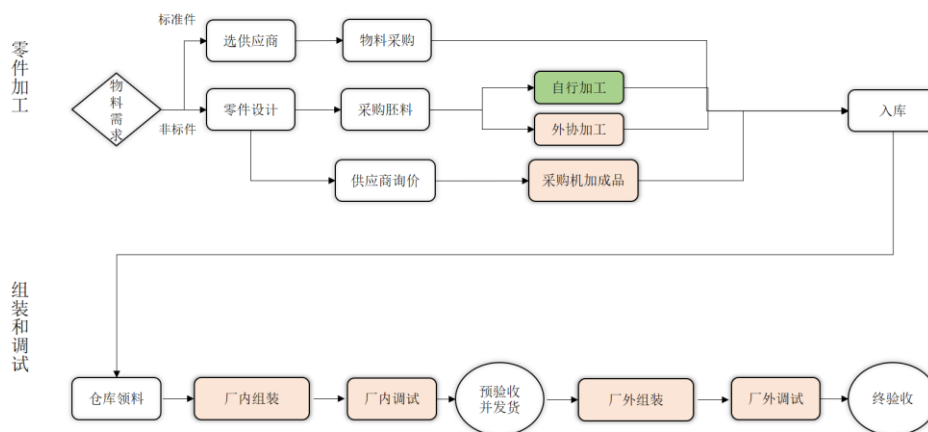 零件加工
标准件
选供应商
物料采购
物料需求
非标件
零件设计
采购胚料
自行加工
外协加工
入库
供应商询价
采购机加成品
组装和调试
仓库领料
厂内组装
厂内调试
预验收
并发货
厂外组装
厂外调试
终验收